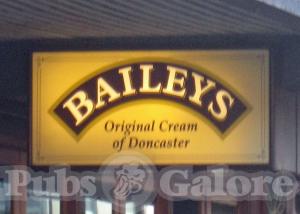 BAILEYS
Original Cream
of Doncaster
Pubs Galore